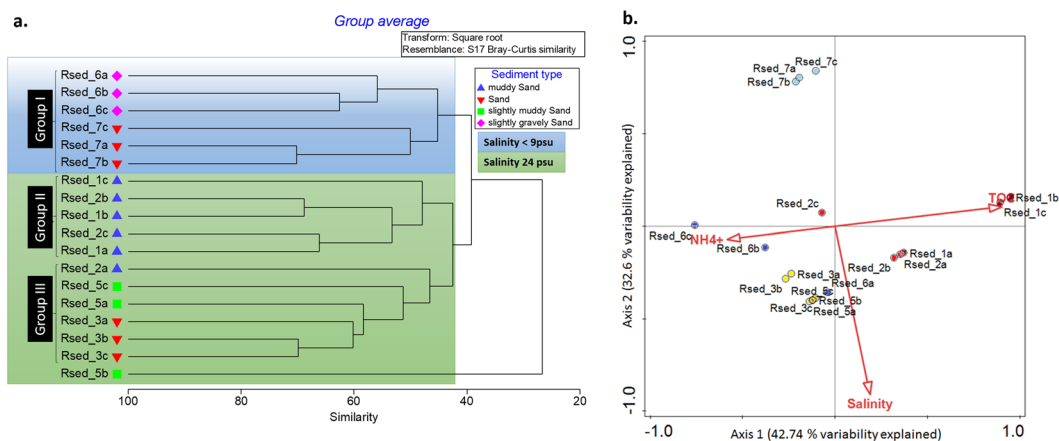 a.
Group average
Transform: Square root
Resemblance: S17 Bray-Curtis similarity
Group I
Rsed_6a
Rsed_6b
Rsed_6c
Rsed_7c
Rsed_7a
Rsed_7b
Group II
Rsed_1c
Rsed_2b
Rsed_1b
Rsed_2c
Rsed_1a
Group III
Rsed_2a
Rsed_5c
Rsed_5a
Rsed_3a
Rsed_3b
Rsed_3c
Rsed_5b
Sediment type
muddy Sand
Sand
slightly muddy Sand
slightly gravely Sand
Salinity < 9psu
Salinity 24 psu
100 80 60 40 20
Similarity
b.
1.0
Rsed_7c
Rsed_7a
Rsed_7b
Rsed_1b
Rsed_1c
Rsed_2c
Rsed_6c
NH4+
Rsed_6b
Rsed_1a
Rsed_2b
Rsed_2a
Rsed_3a
Rsed_6a
Rsed_3b
Rsed_5c
Rsed_5b
Rsed_3c
Rsed_5a
Salinity
Axis 2 (32.6 % variability explained)
-1.0
-1.0 1.0
Axis 1 (42.74 % variability explained)